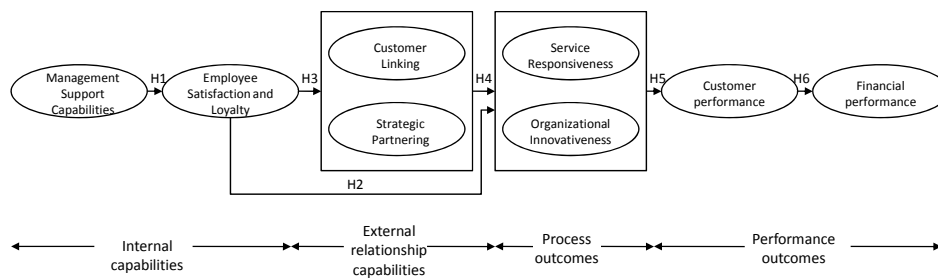 Management
Support
Capabilities
H1
Employee
Satisfaction and
Loyalty
H3
Customer
Linking
Strategic
Partnering
H4
Service
Responsiveness
Organizational
Innovativeness
H5
Customer
performance
H6
Financial
performance
H2
Internal
capabilities
External
relationship
capabilities
Process
outcomes
Performance
outcomes